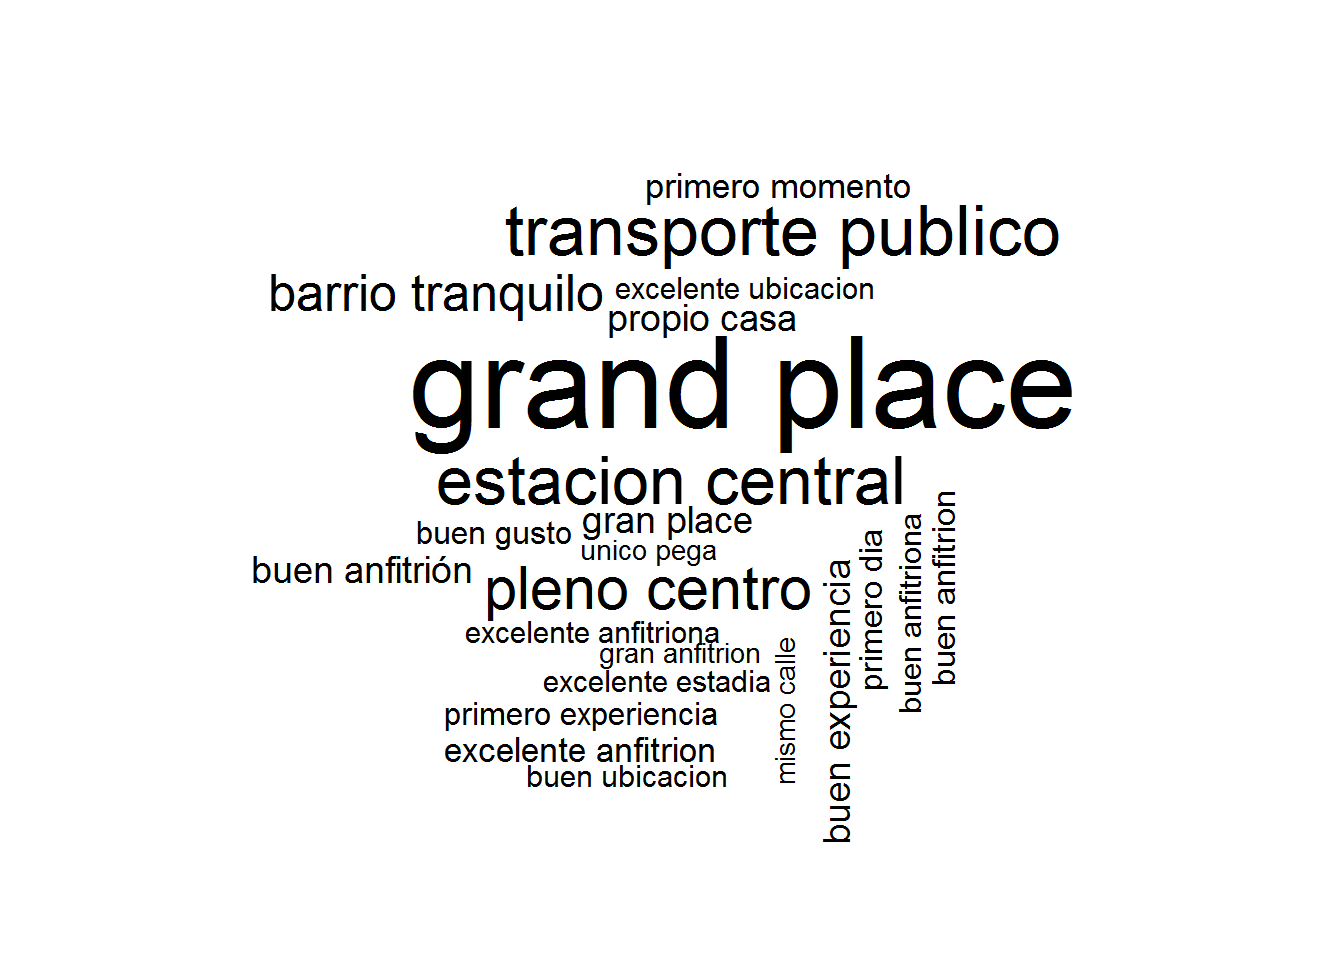 primero momento
transporte publico
barrio tranquilo
excelente ubicacion
propio casa
grand place
estacion central
gran place
buen gusto
unico pega
buen anfitrión
pleno centro
excelente anfitriona
gran anfitrion
excelente estadia
primero experiencia
excelente anfitrion
buen ubicacion
mismo calle
buen experiencia
primero dia
buen anfitriona
buen anfitrion